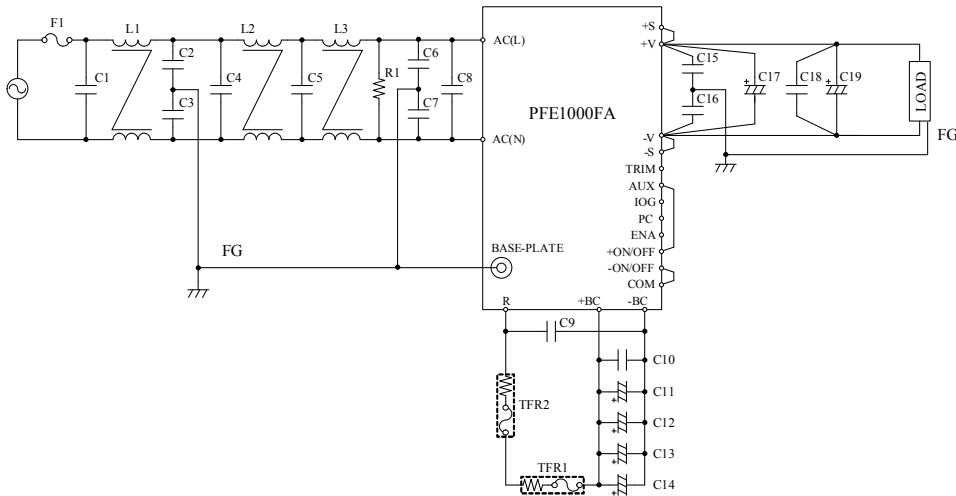 F1
L1
L2
L3
C1
C2
C3
C4
C5
R1
C6
C7
C8
AC(L)
AC(N)
PFE1000FA
BASE-PLATE
FG
R
+BC
-BC
+S
+V
-V
-S
TRIM
AUX
IOG
PC
ENA
+ON/OFF
-ON/OFF
COM
C15
C16
C17
+
C18
C19
+
LOAD
FG
C9
C10
+
C11
+
C12
+
C13
+
C14
TFR2
TFR1